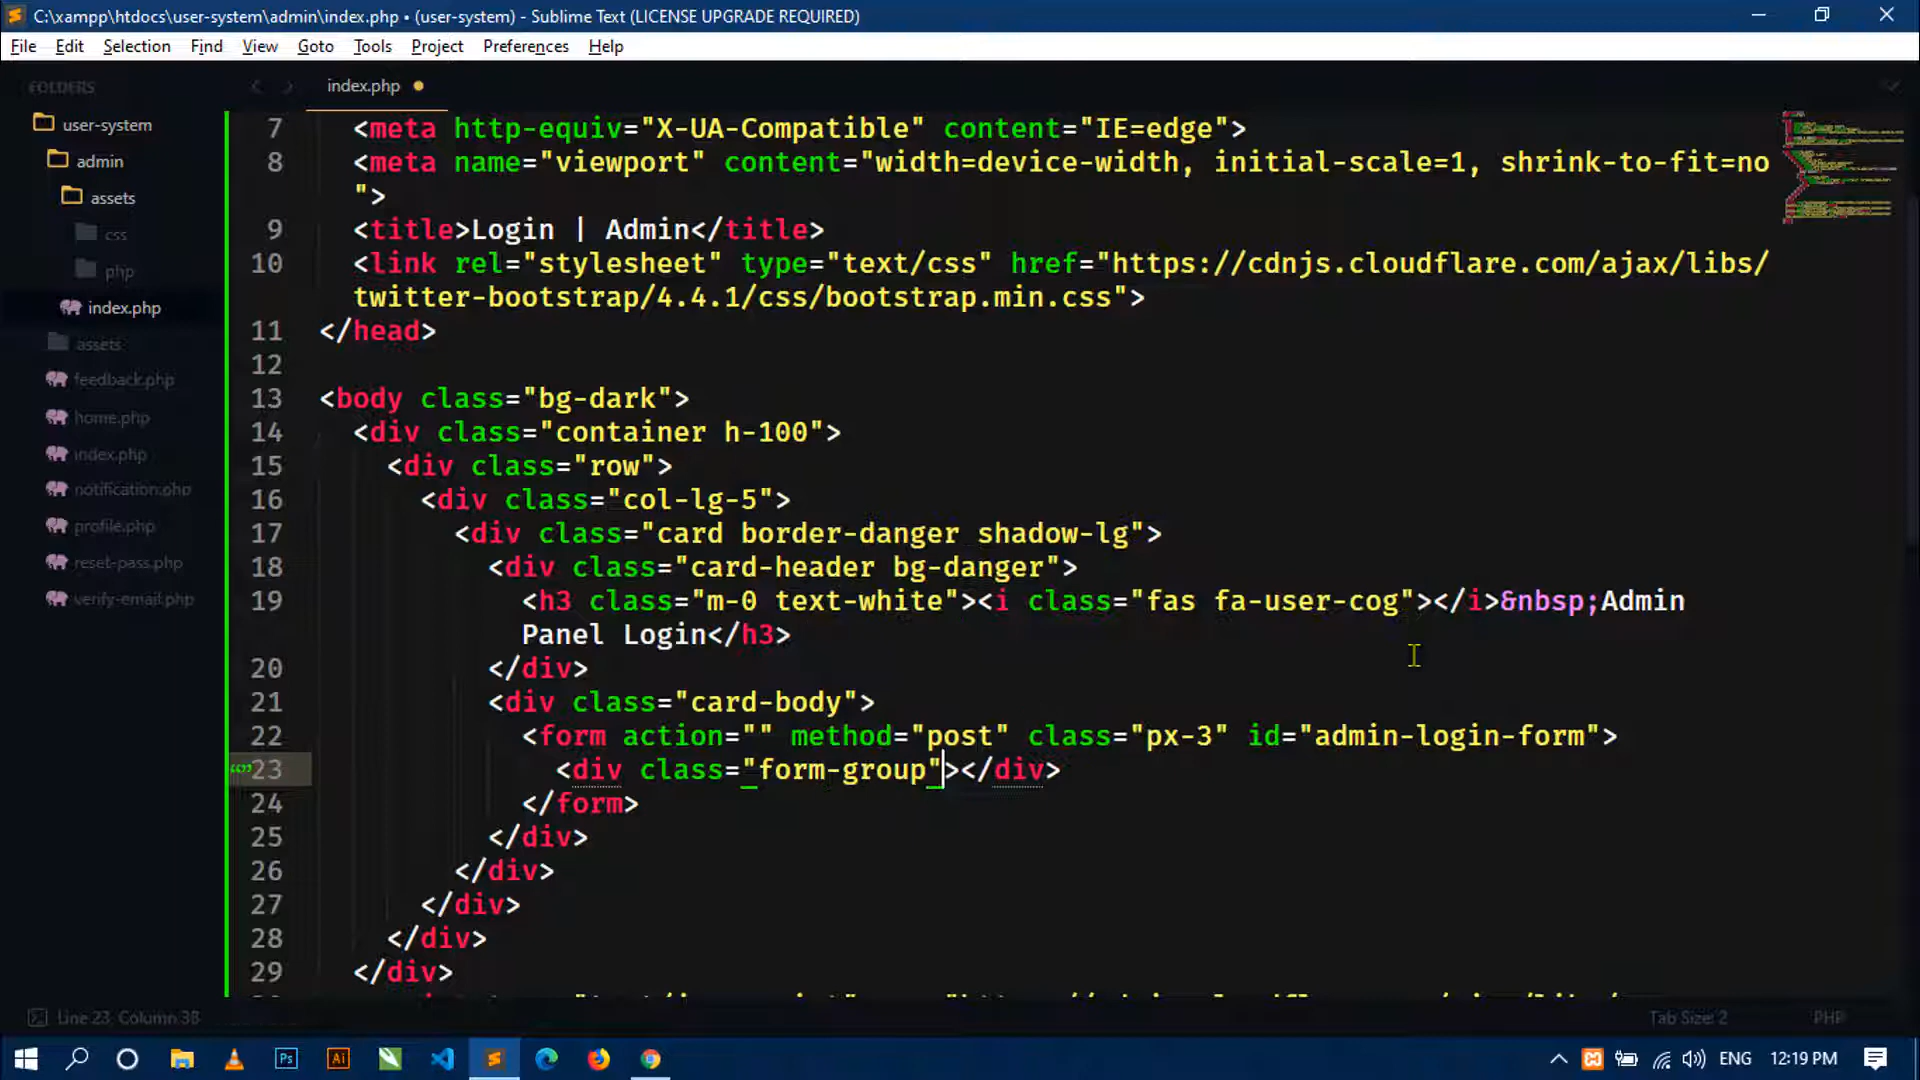 C:\xampp\htdocs\user-system\admin\index.php • (user-system) - Sublime Text (LICENSE UPGRADE REQUIRED)
File Edit Selection Find View Goto Tools Project Preferences Help
FOLDERS
user-system
admin
assets
css
php
index.php
assets
feedback.php
home.php
index.php
notification.php
profile.php
reset-pass.php
verify-email.php
index.php
7 <meta http-equiv="X-UA-Compatible" content="IE=edge">
8 <meta name="viewport" content="width=device-width, initial-scale=1, shrink-to-fit=no
">
9 <title>Login | Admin</title>
10 <link rel="stylesheet" type="text/css" href="https://cdnjs.cloudflare.com/ajax/libs/
twitter-bootstrap/4.4.1/css/bootstrap.min.css">
11 </head>
12
13 <body class="bg-dark">
14 <div class="container h-100">
15 <div class="row">
16 <div class="col-lg-5">
17 <div class="card border-danger shadow-lg">
18 <div class="card-header bg-danger">
19 <h3 class="m-0 text-white"><i class="fas fa-user-cog"></i>&nbsp;Admin
Panel Login</h3>
20 </div>
21 <div class="card-body">
22 <form action="" method="post" class="px-3" id="admin-login-form">
23 <div class="form-group"></div>
24 </form>
25 </div>
26 </div>
27 </div>
28 </div>
29 </div>
Line 23, Column 38
Tab Size: 2
PHP
Ps
Ai
ENG
12:19 PM